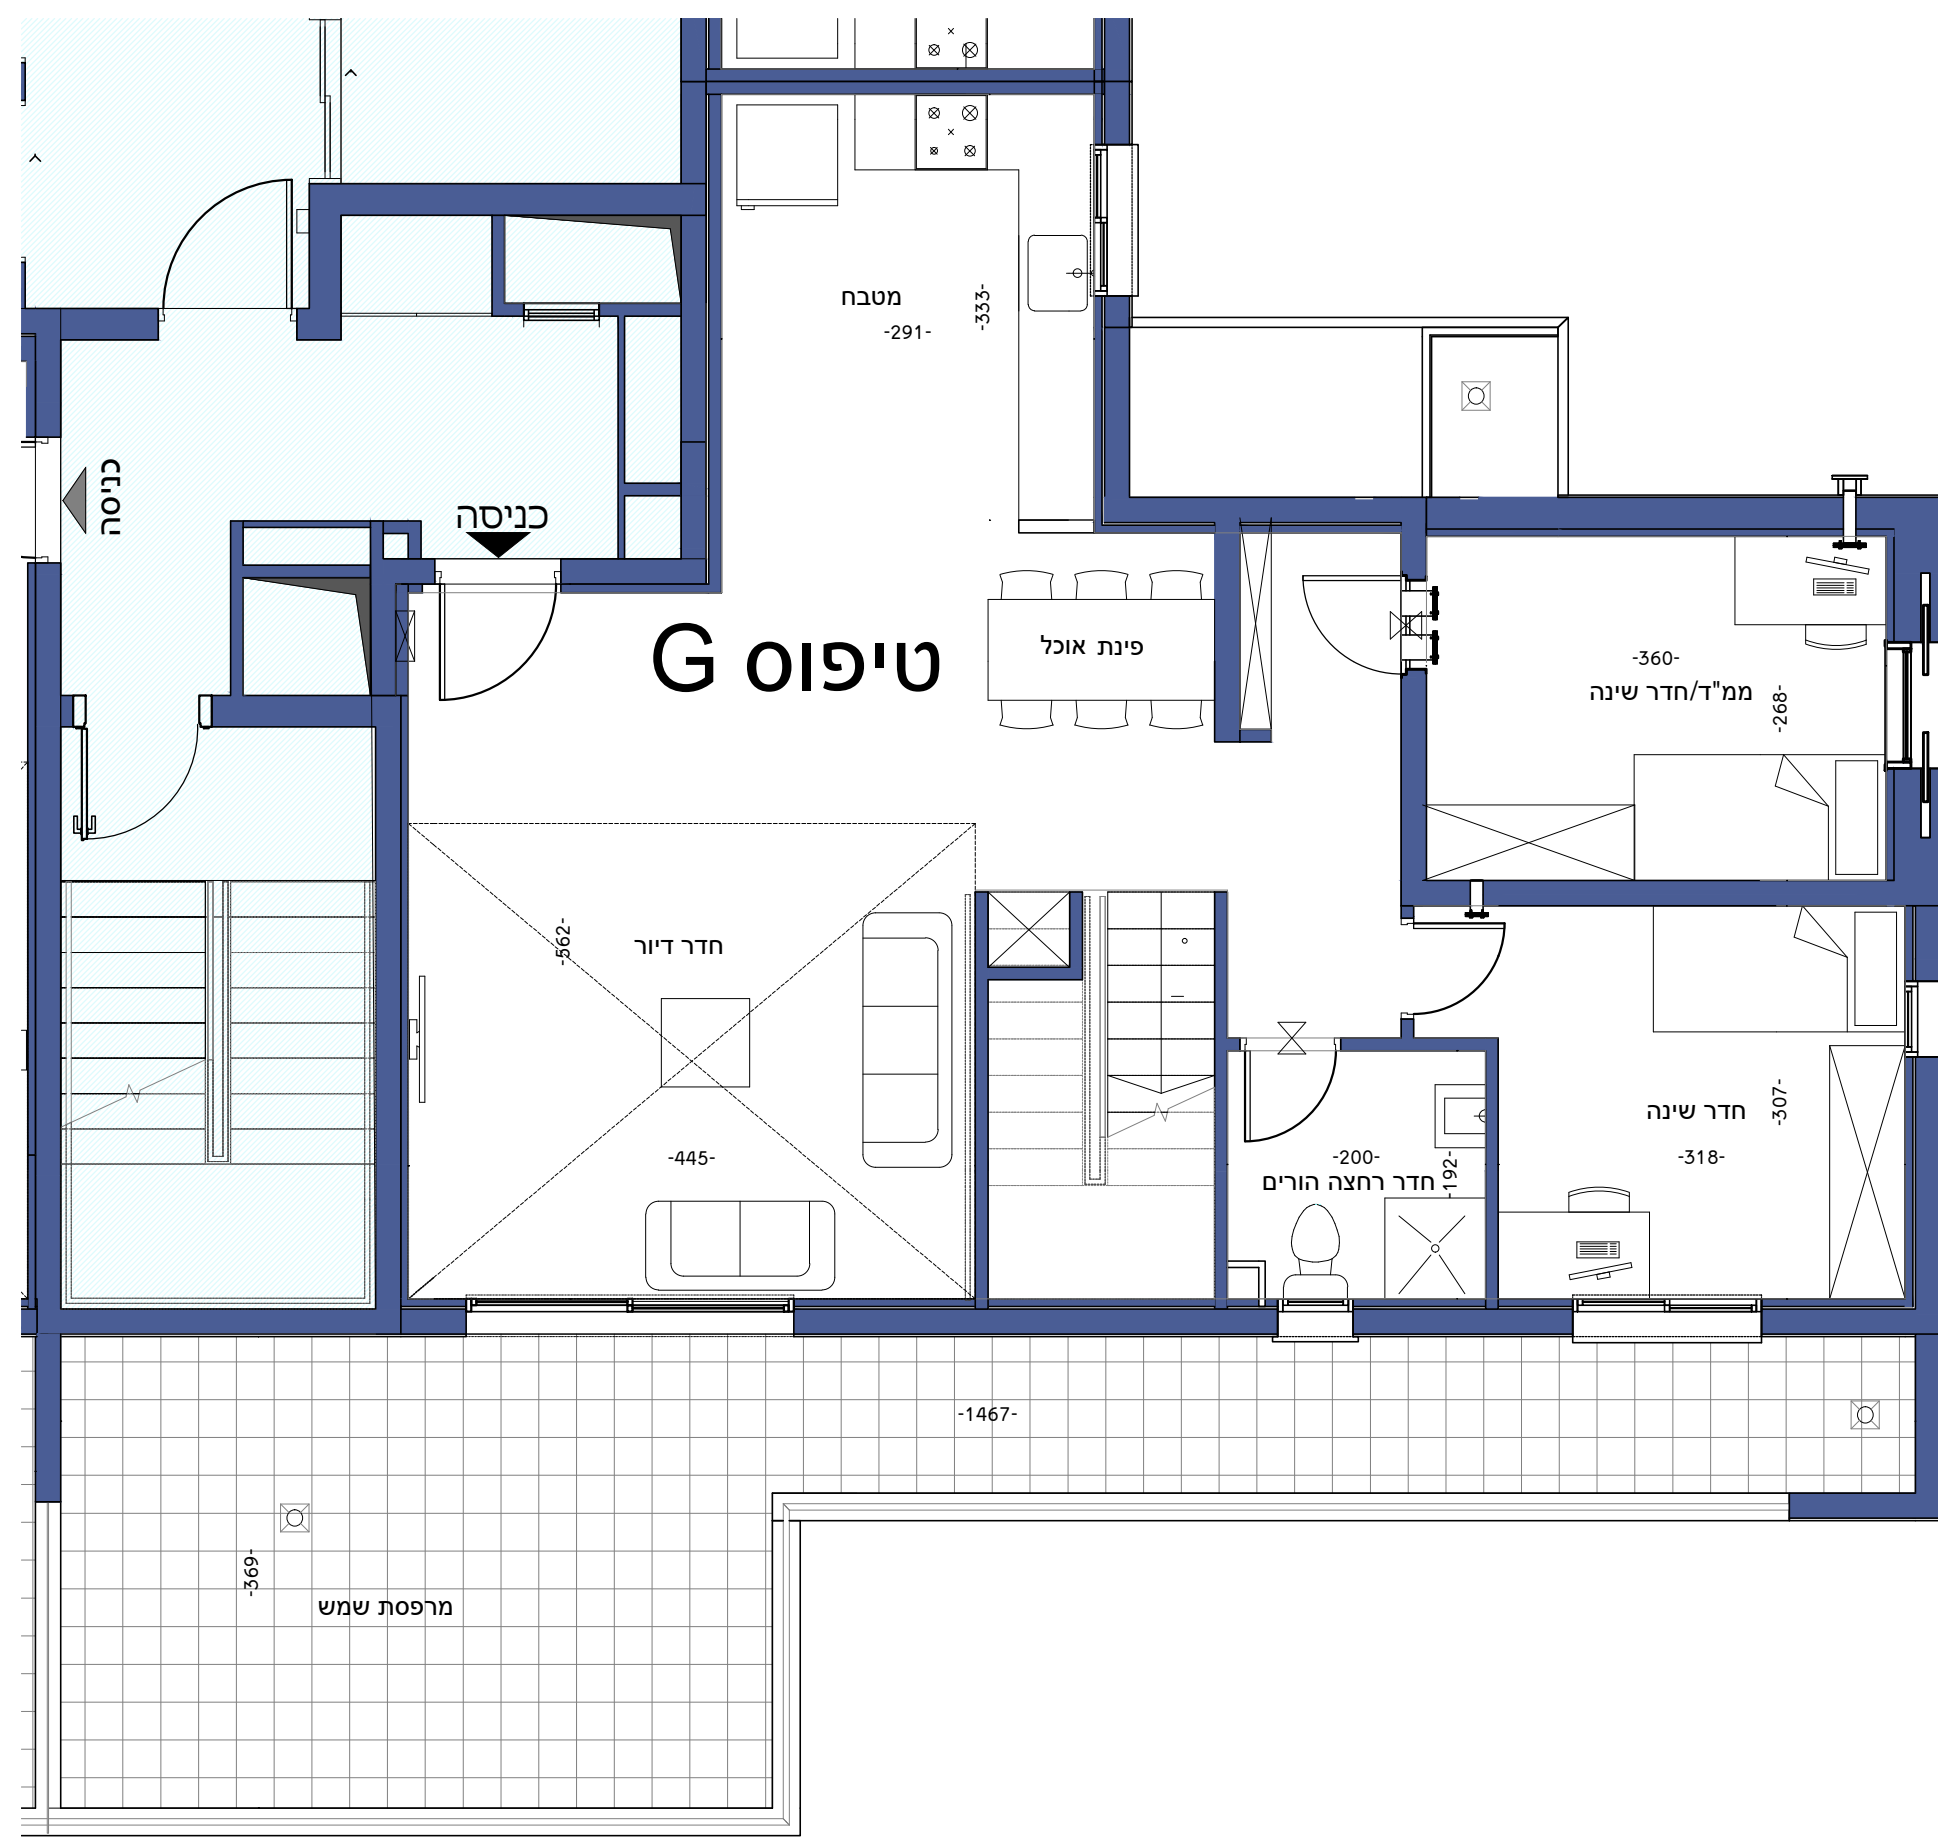 מטבח
-291-
-333-
כניסה
כניסה
טיפוס G
פינת אוכל
-360-
ממ"ד/חדר שינה
-268-
-562-
חדר דיור
-445-
-200-
חדר רחצה הורים
-192-
חדר שינה
-307-
-318-
-1467-
-369-
מרפסת שמש